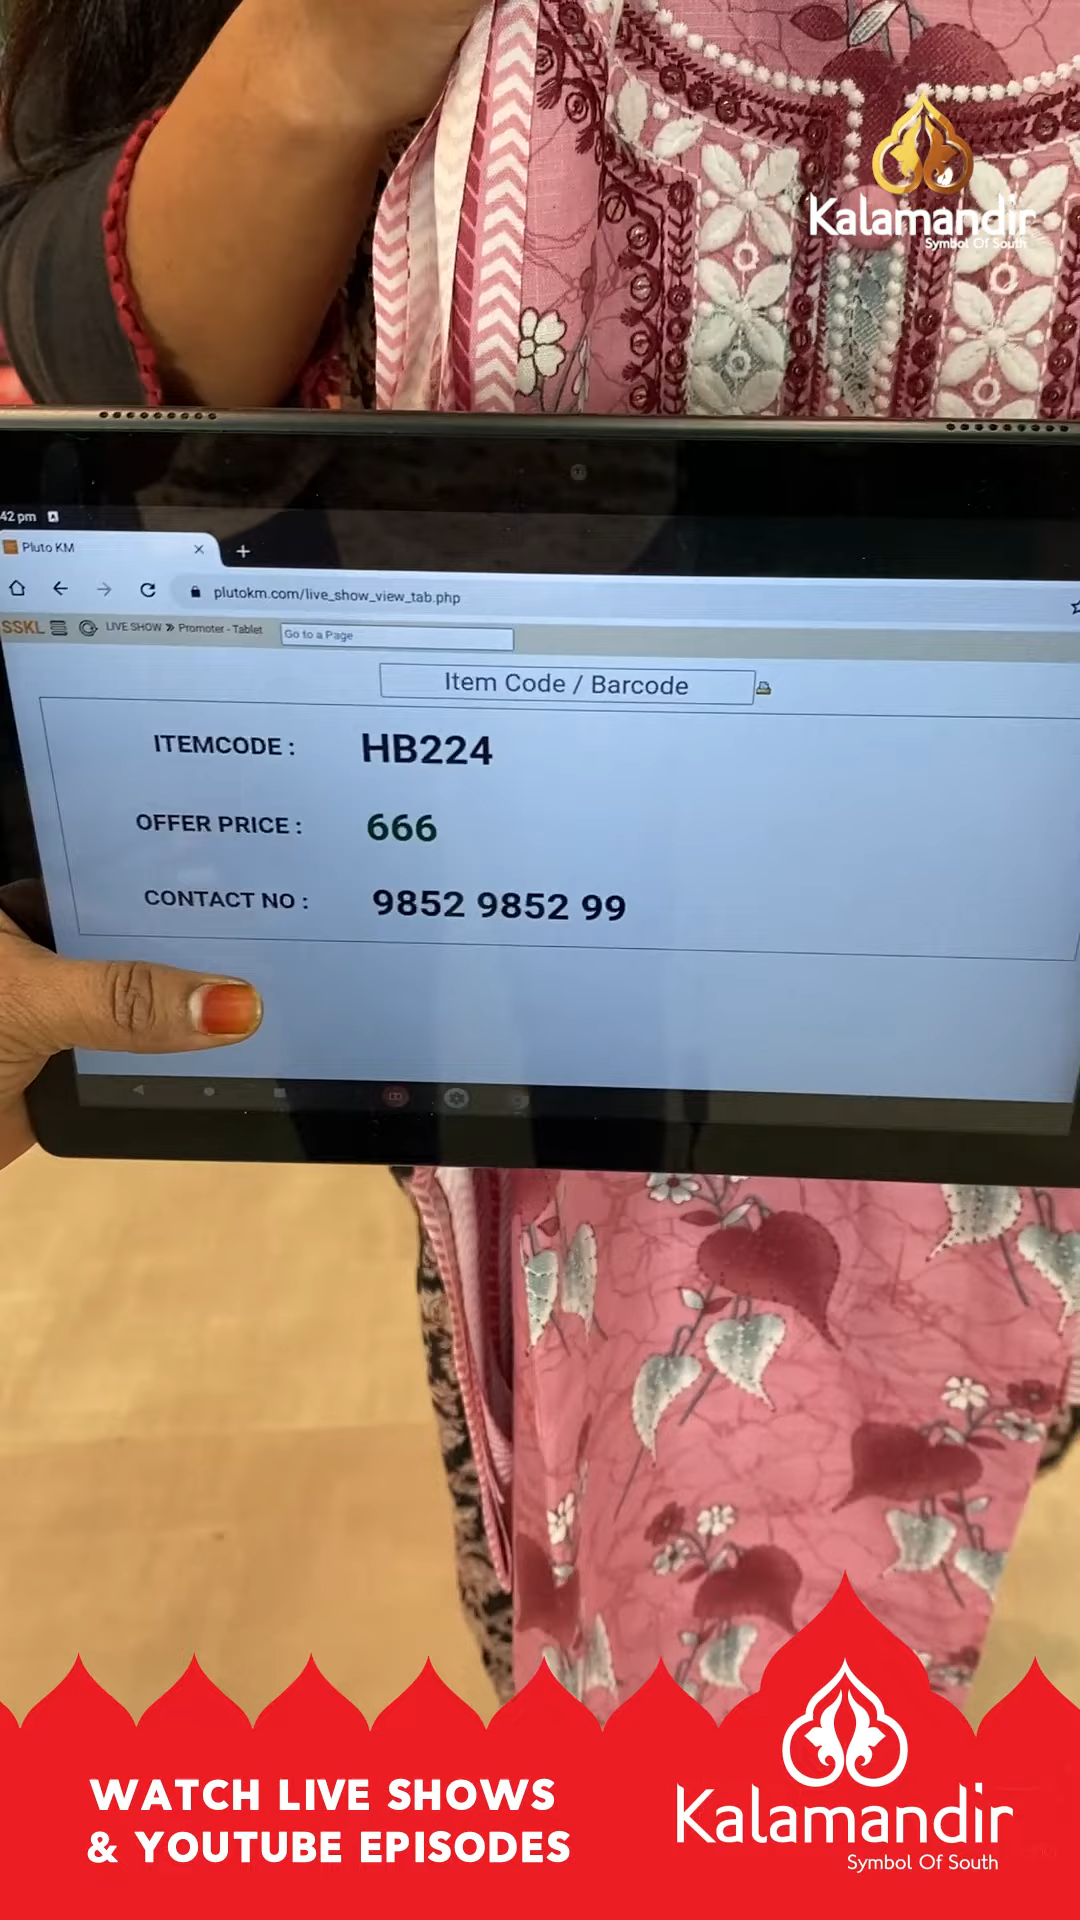 Kalamandir
Symbol Of South
42 pm
Pluto KM
plutokm.com/live_show_view_tab.php
SSKL LIVE SHOW >> Promoter - Tablet Go to a Page
Item Code / Barcode
ITEMCODE : HB224
OFFER PRICE : 666
CONTACT NO : 9852 9852 99
WATCH LIVE SHOWS
& YOUTUBE EPISODES
Kalamandir
Symbol Of South